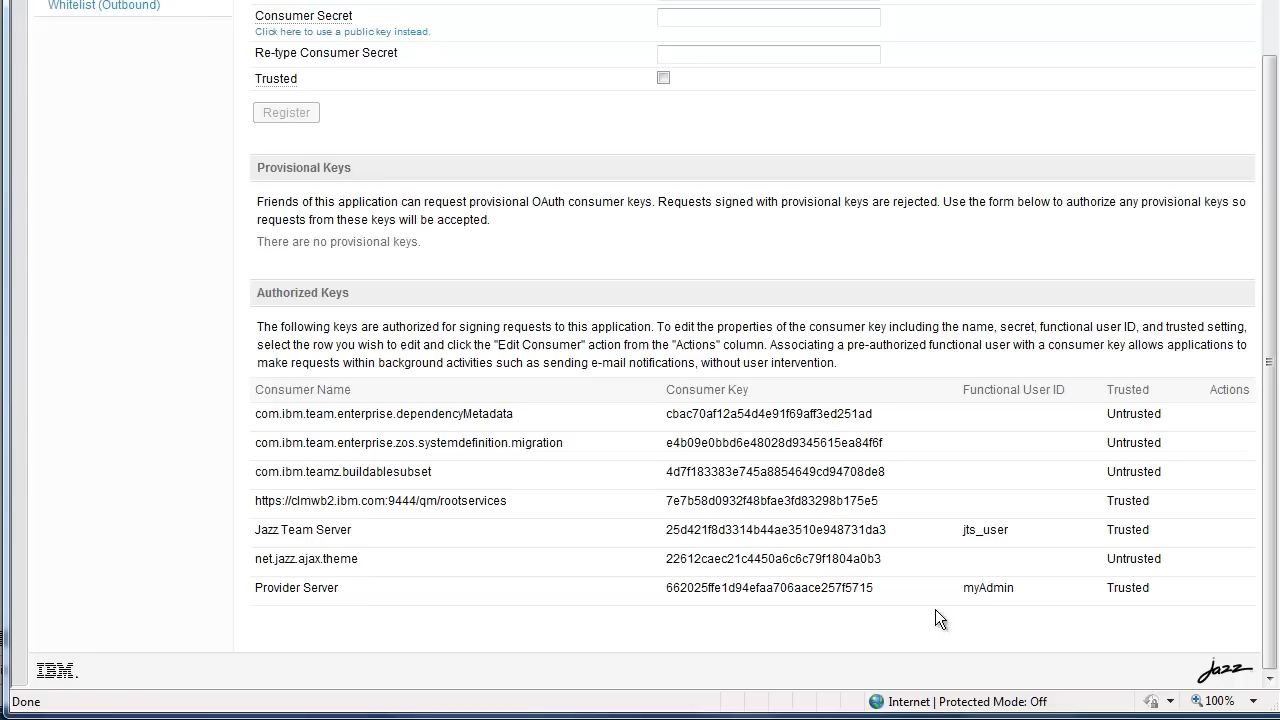 Whitelist (Outbound)
Consumer Secret
Click here to use a public key instead.
Re-type Consumer Secret
Trusted
Register
Provisional Keys
Friends of this application can request provisional OAuth consumer keys. Requests signed with provisional keys are rejected. Use the form below to authorize any provisional keys so
requests from these keys will be accepted.
There are no provisional keys.
Authorized Keys
The following keys are authorized for signing requests to this application. To edit the properties of the consumer key including the name, secret, functional user ID, and trusted setting,
select the row you wish to edit and click the "Edit Consumer" action from the "Actions" column. Associating a pre-authorized functional user with a consumer key allows applications to
make requests within background activities such as sending e-mail notifications, without user intervention.
Consumer Name Consumer Key Functional User ID Trusted Actions
com.ibm.team.enterprise.dependencyMetadata cbac70af12a54d4e91f69aff3ed251ad Untrusted
com.ibm.team.enterprise.zos.systemdefinition.migration e4b09e0bbd6e48028d9345615ea84f6f Untrusted
com.ibm.teamz.buildablesubset 4d7f183383e745a8854649cd94708de8 Untrusted
https://clmwb2.ibm.com:9444/qm/rootservices 7e7b58d0932f48bfae3fd83298b175e5 Trusted
Jazz Team Server 25d421f8d3314b44ae3510e948731da3 jts_user Trusted
net.jazz.ajax.theme 22612caec21c4450a6c6c79f1804a0b3 Untrusted
Provider Server 662025ffe1d94efaa706aace257f5715 myAdmin Trusted
IBM. jazz
Done Internet | Protected Mode: Off 100%